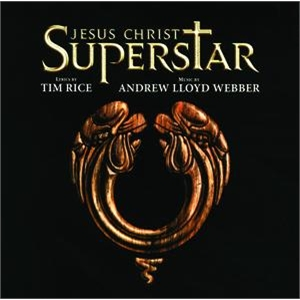 JESUS CHRIST
SUPERSTAR
LYRICS BY
TIM RICE
MUSIC BY
ANDREW LLOYD WEBBER